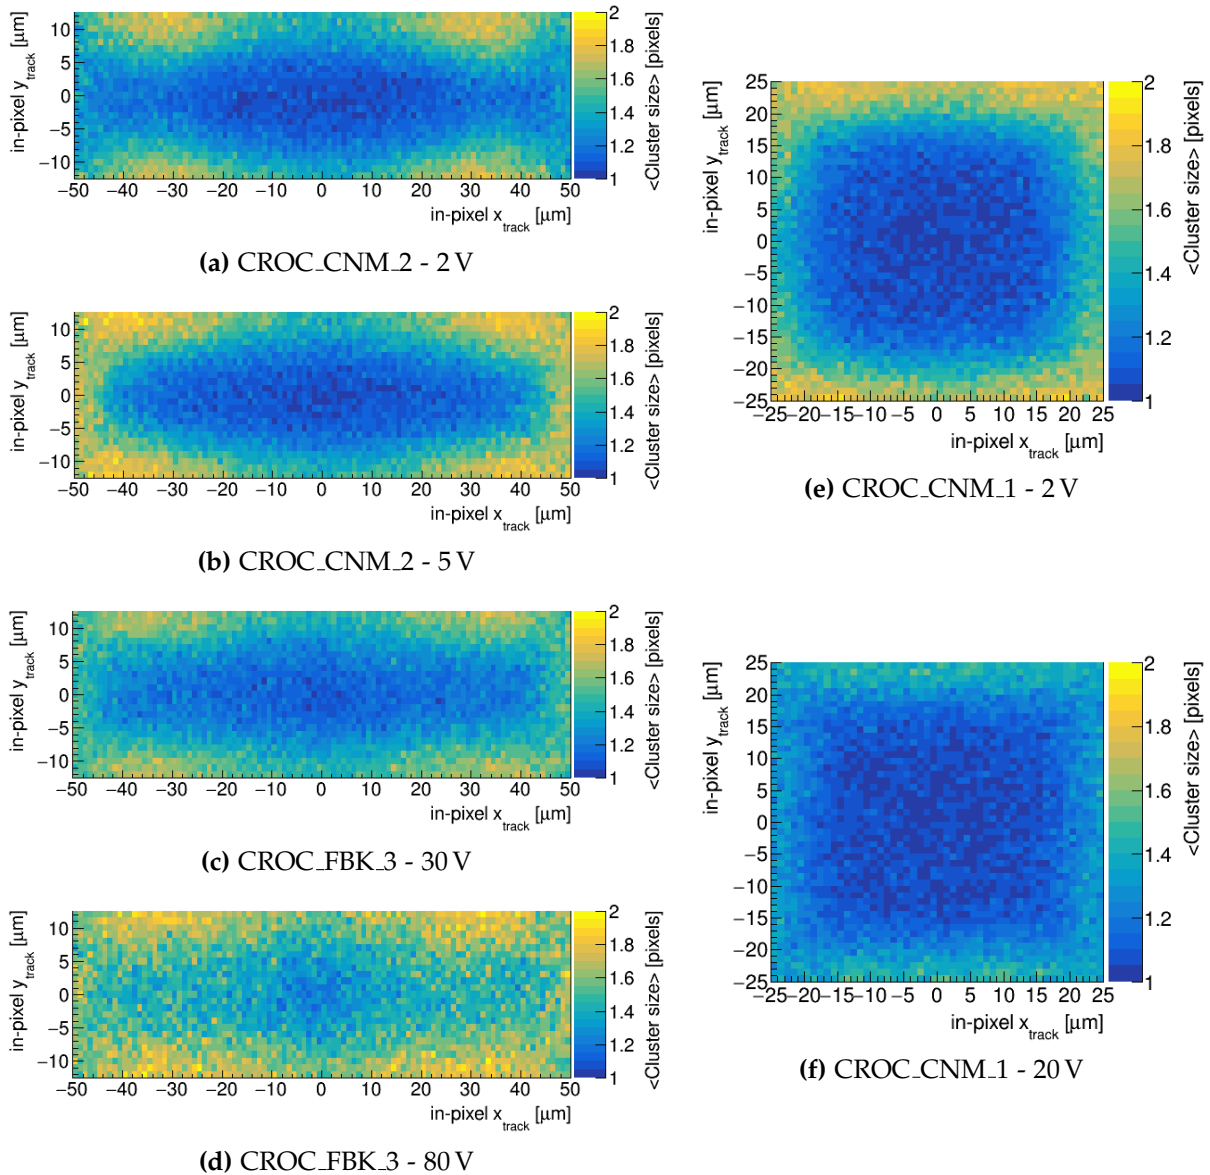 in-pixel y_track [μm]
10
5
0
−5
−10
−50 −40 −30 −20 −10 0 10 20 30 40 50
in-pixel x_track [μm]
2
1.8
1.6
1.4
1.2
1
<Cluster size> [pixels]
(a) CROC_CNM_2 - 2 V
in-pixel y_track [μm]
10
5
0
−5
−10
−50 −40 −30 −20 −10 0 10 20 30 40 50
in-pixel x_track [μm]
2
1.8
1.6
1.4
1.2
1
<Cluster size> [pixels]
(b) CROC_CNM_2 - 5 V
in-pixel y_track [μm]
10
5
0
−5
−10
−50 −40 −30 −20 −10 0 10 20 30 40 50
in-pixel x_track [μm]
2
1.8
1.6
1.4
1.2
1
<Cluster size> [pixels]
(c) CROC_FBK_3 - 30 V
in-pixel y_track [μm]
10
5
0
−5
−10
−50 −40 −30 −20 −10 0 10 20 30 40 50
in-pixel x_track [μm]
2
1.8
1.6
1.4
1.2
1
<Cluster size> [pixels]
(d) CROC_FBK_3 - 80 V
in-pixel y_track [μm]
25
20
15
10
5
0
−5
−10
−15
−20
−25
−25−20−15−10 −5 0 5 10 15 20 25
in-pixel x_track [μm]
2
1.8
1.6
1.4
1.2
1
<Cluster size> [pixels]
(e) CROC_CNM_1 - 2 V
in-pixel y_track [μm]
25
20
15
10
5
0
−5
−10
−15
−20
−25
−25−20−15−10 −5 0 5 10 15 20 25
in-pixel x_track [μm]
2
1.8
1.6
1.4
1.2
1
<Cluster size> [pixels]
(f) CROC_CNM_1 - 20 V